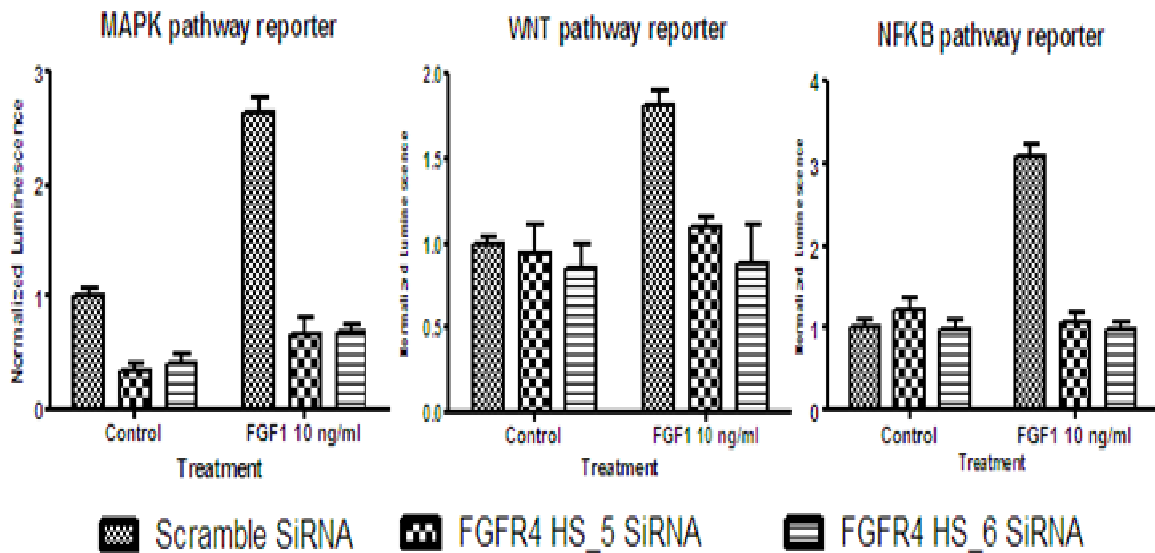 MAPK pathway reporter
Normalized Luminescence
3
2
1
0
Control
FGF1 10 ng/ml
Treatment
WNT pathway reporter
Normalized Luminescence
2.0
1.5
1.0
0.5
0.0
Control
FGF1 10 ng/ml
Treatment
NFKB pathway reporter
Normalized Luminescence
4
3
2
1
0
Control
FGF1 10 ng/ml
Treatment
Scramble SiRNA
FGFR4 HS_5 SiRNA
FGFR4 HS_6 SiRNA